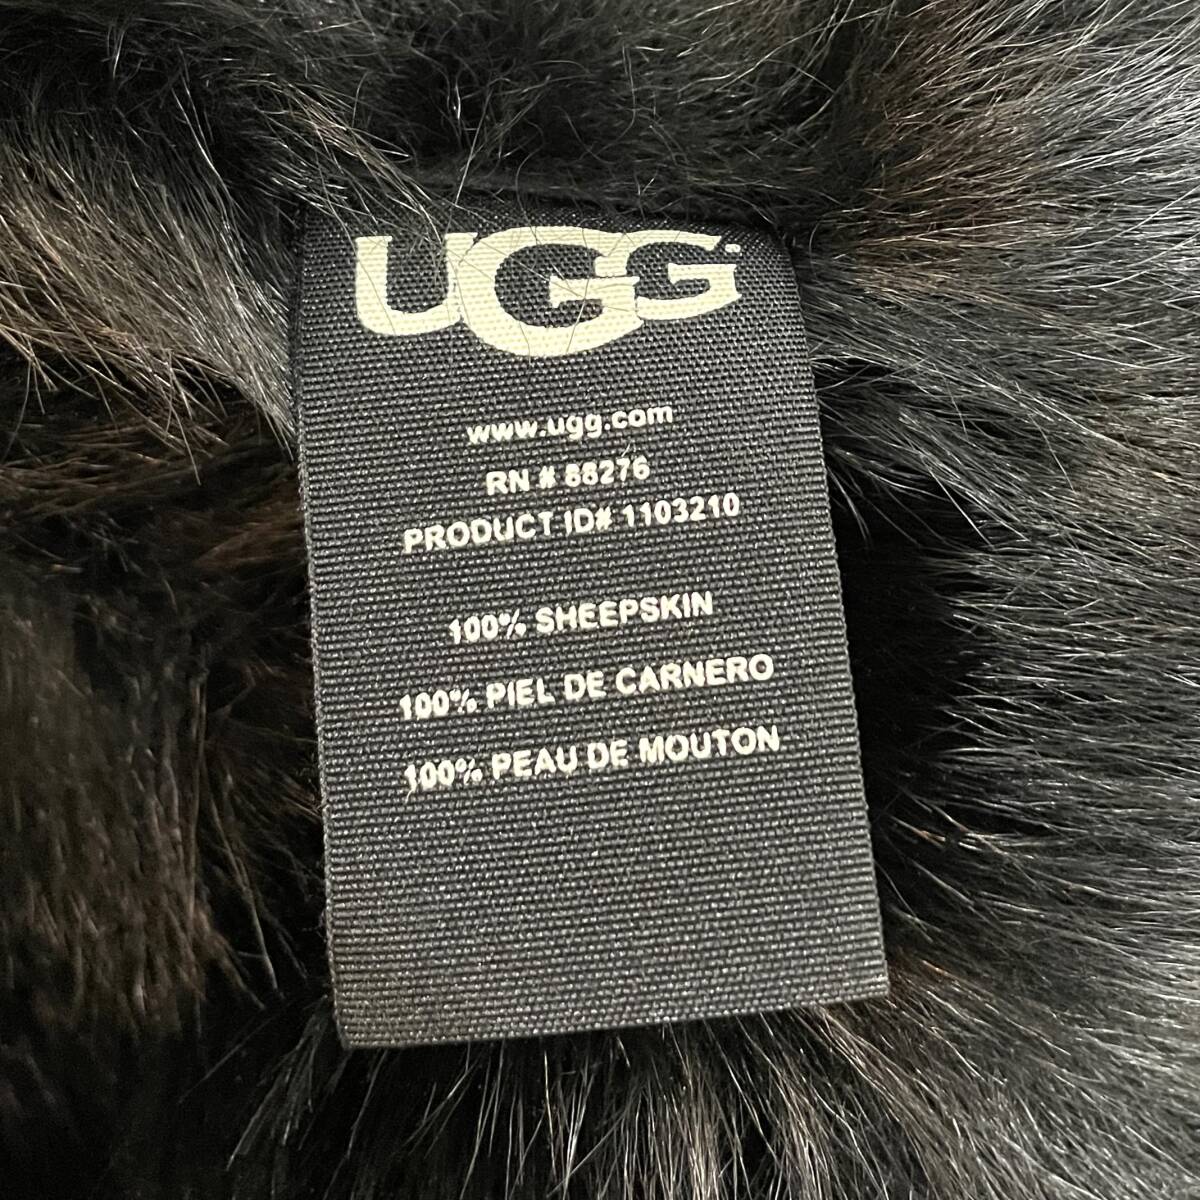 UGG
www.ugg.com
RN # 88276
PRODUCT ID# 1103210
100% SHEEPSKIN
100% PIEL DE CARNERO
100% PEAU DE MOUTON